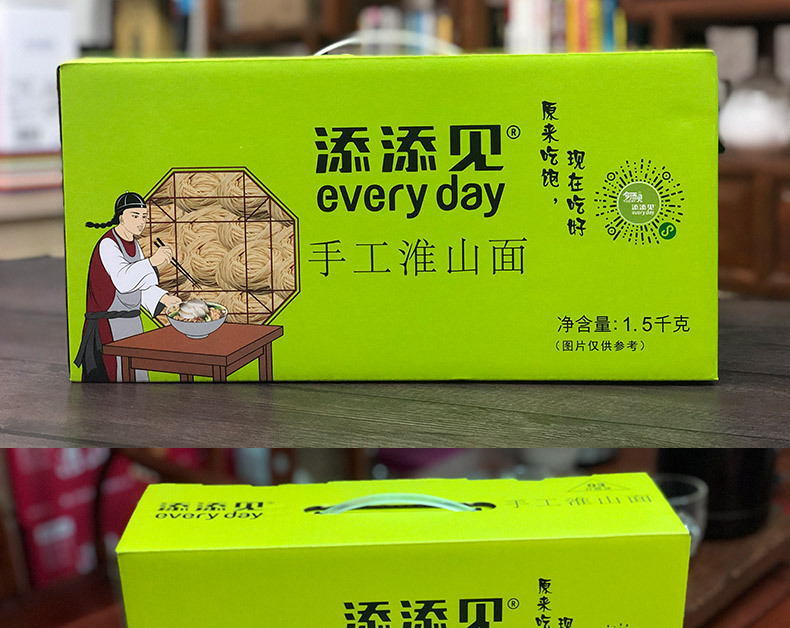 添添见®
every day
手工淮山面
原来吃饱，
现在吃好
添添见
every day
净含量：1.5千克
（图片仅供参考）
添添见
every day
手工淮山面
添添见®
原来
现